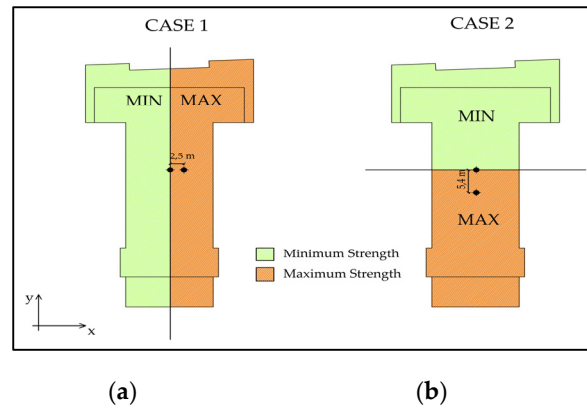 CASE 1
CASE 2
MIN MAX
2,5 m
MIN
5,4 m
MAX
Minimum Strength
Maximum Strength
y
x
(a)
(b)